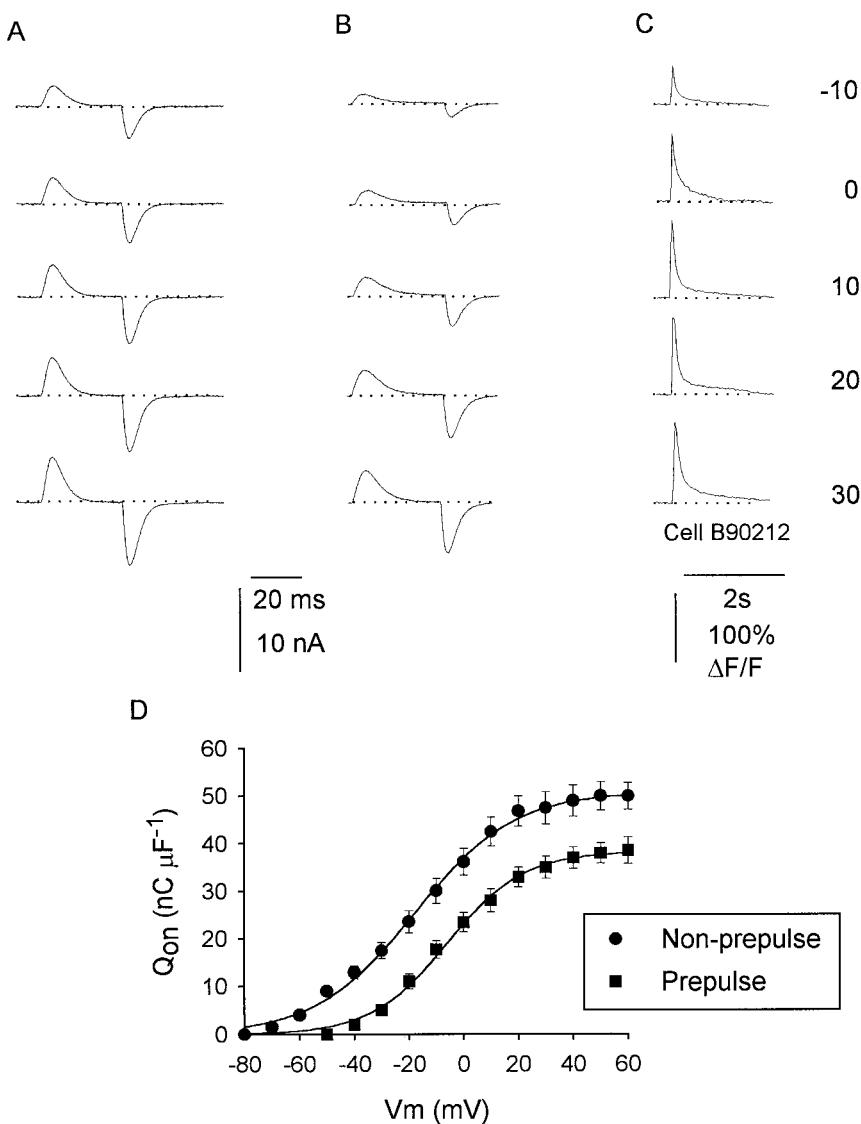 A
B
C
-10
0
10
20
30
Cell B90212
20 ms
10 nA
2s
100%
ΔF/F
D
60
50
40
30
20
10
0
Qon (nC µF⁻¹)
-80 -60 -40 -20 0 20 40 60
Vm (mV)
Non-prepulse
Prepulse